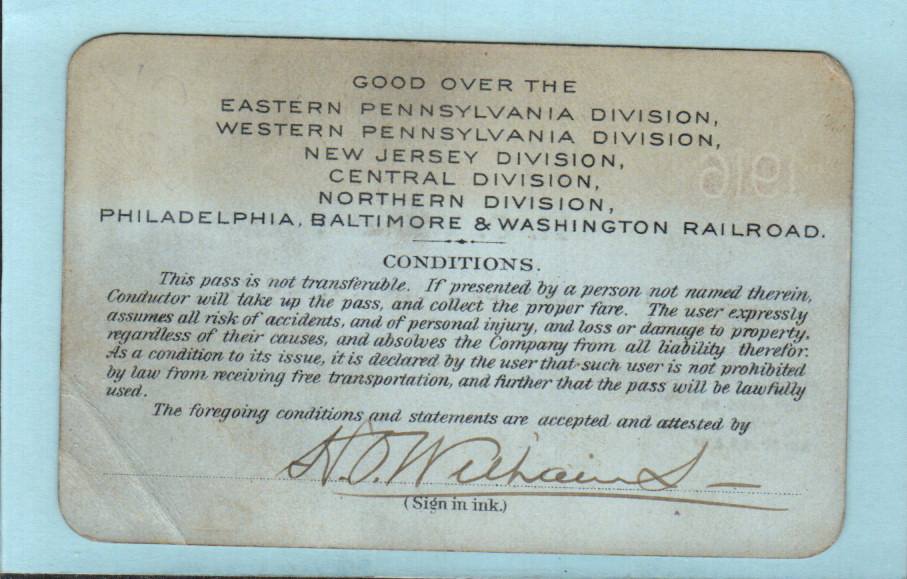 GOOD OVER THE
EASTERN PENNSYLVANIA DIVISION,
WESTERN PENNSYLVANIA DIVISION,
NEW JERSEY DIVISION,
CENTRAL DIVISION,
NORTHERN DIVISION,
PHILADELPHIA, BALTIMORE & WASHINGTON RAILROAD.
CONDITIONS.
This pass is not transferable. If presented by a person not named therein,
Conductor will take up the pass, and collect the proper fare. The user expressly
assumes all risk of accidents, and of personal injury, and loss or damage to property,
regardless of their causes, and absolves the Company from all liability therefor.
As a condition to its issue, it is declared by the user that such user is not prohibited
by law from receiving free transportation, and further that the pass will be lawfully
used.
The foregoing conditions and statements are accepted and attested by
H.O. Williams
(Sign in ink.)
1916